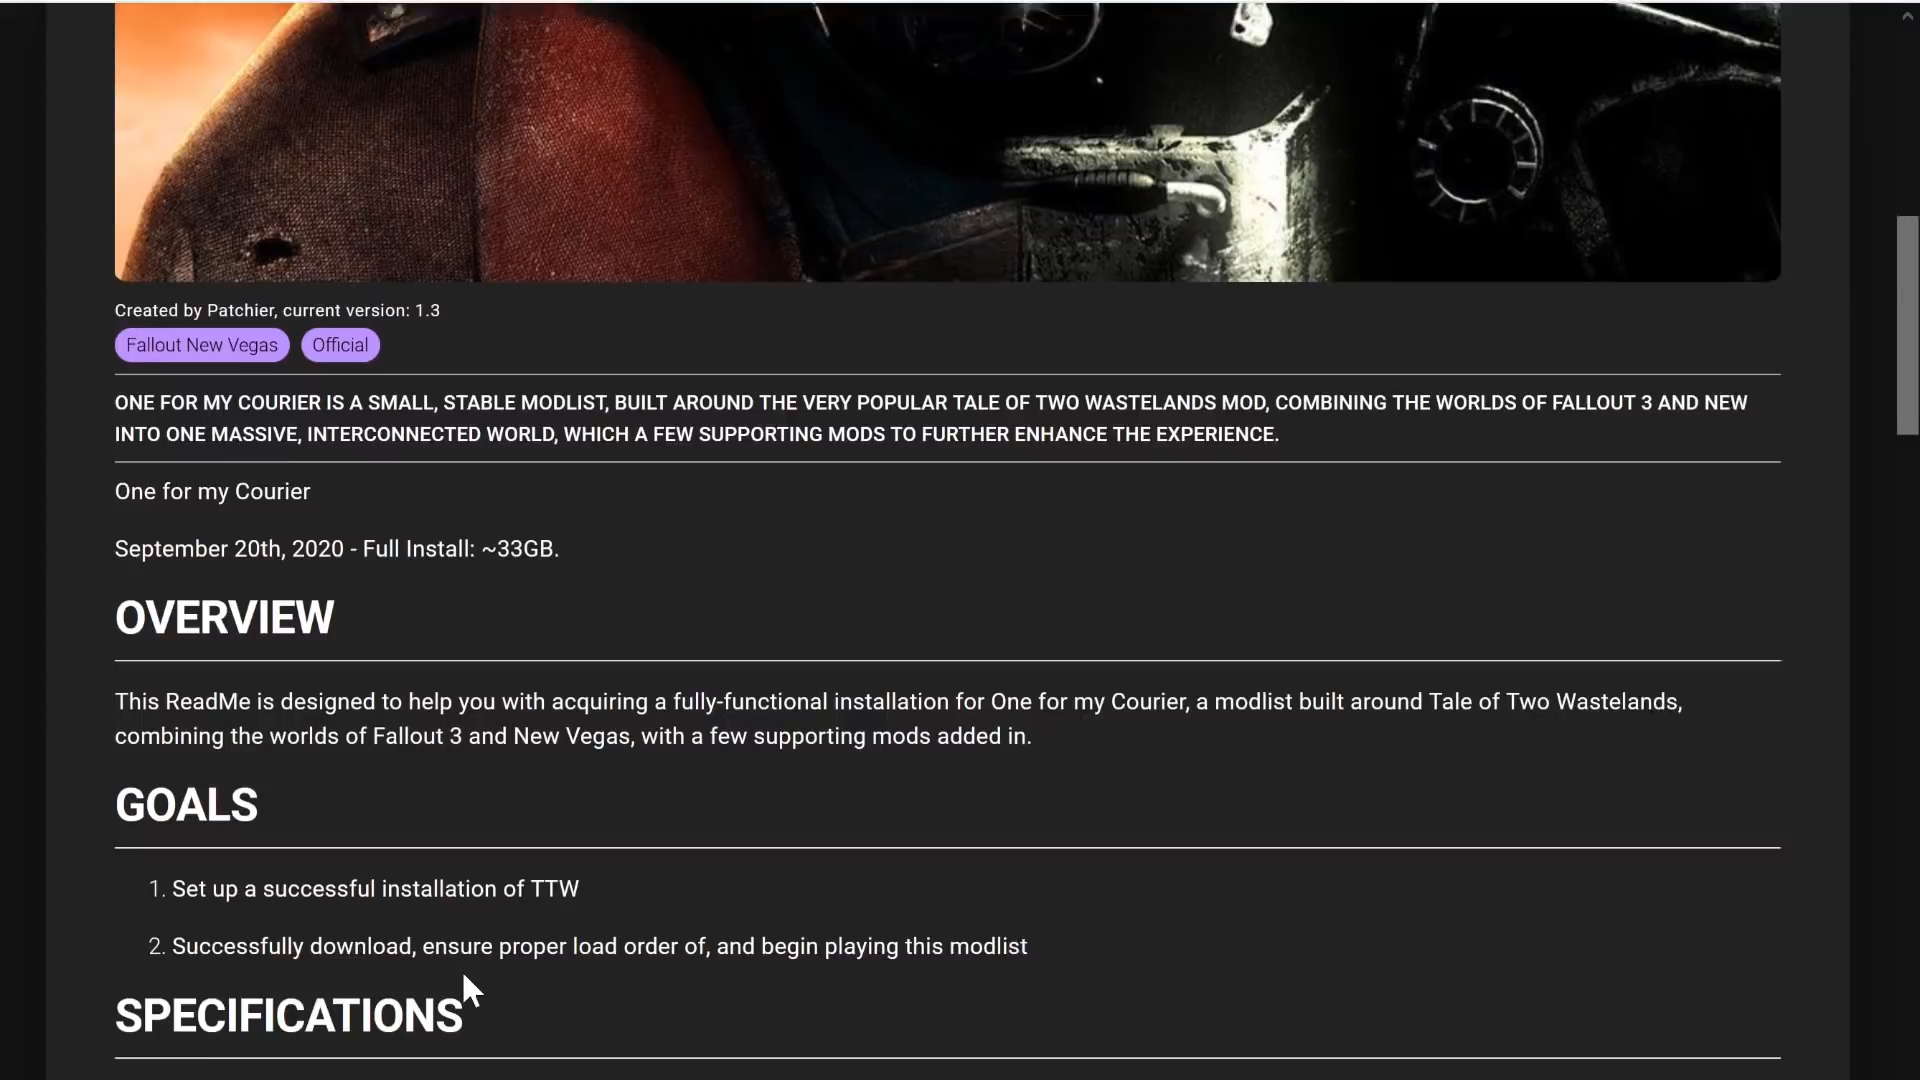 Created by Patchier, current version: 1.3
Fallout New Vegas Official
ONE FOR MY COURIER IS A SMALL, STABLE MODLIST, BUILT AROUND THE VERY POPULAR TALE OF TWO WASTELANDS MOD, COMBINING THE WORLDS OF FALLOUT 3 AND NEW
INTO ONE MASSIVE, INTERCONNECTED WORLD, WHICH A FEW SUPPORTING MODS TO FURTHER ENHANCE THE EXPERIENCE.
One for my Courier
September 20th, 2020 - Full Install: ~33GB.
OVERVIEW
This ReadMe is designed to help you with acquiring a fully-functional installation for One for my Courier, a modlist built around Tale of Two Wastelands,
combining the worlds of Fallout 3 and New Vegas, with a few supporting mods added in.
GOALS
1. Set up a successful installation of TTW
2. Successfully download, ensure proper load order of, and begin playing this modlist
SPECIFICATIONS